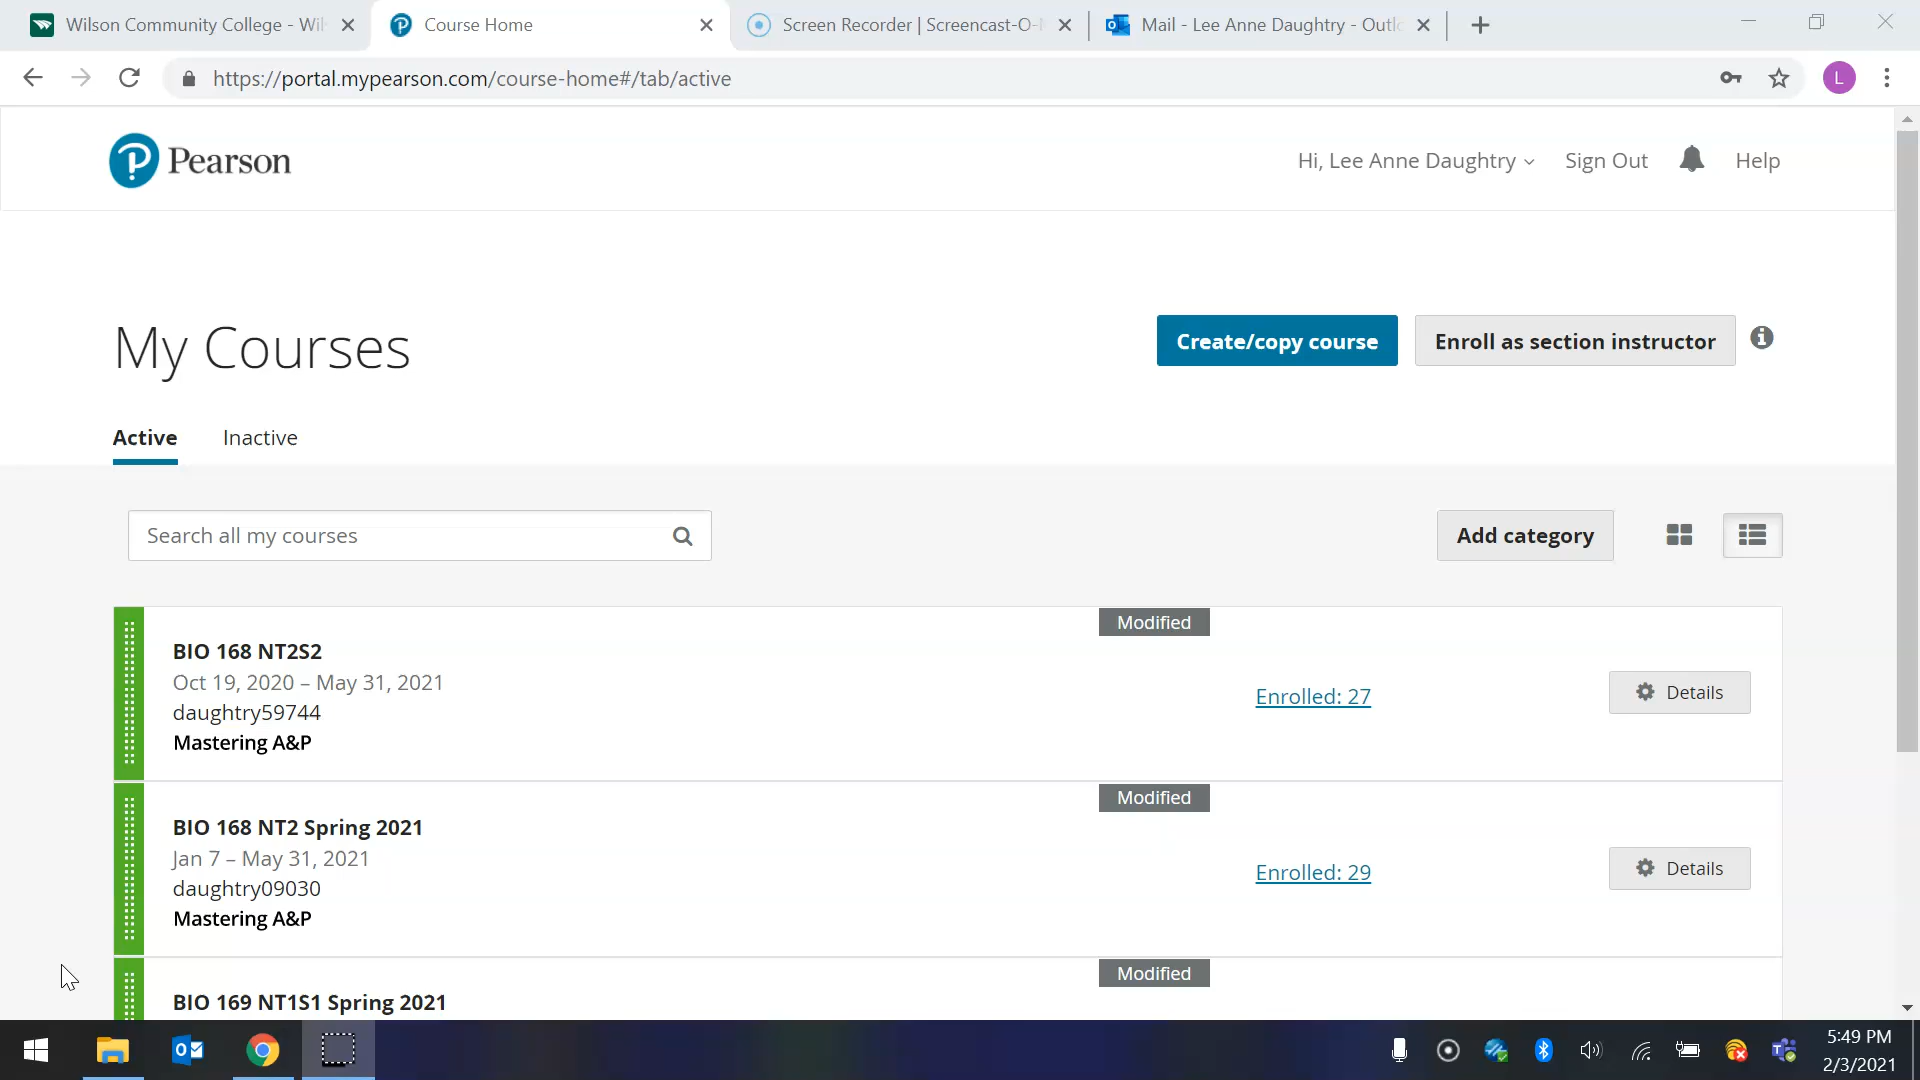 Wilson Community College - Wil
Course Home
Screen Recorder | Screencast-O-
Mail - Lee Anne Daughtry - Outlo
https://portal.mypearson.com/course-home#/tab/active
L
Pearson
Hi, Lee Anne Daughtry
Sign Out
Help
My Courses
Create/copy course
Enroll as section instructor
Active
Inactive
Search all my courses
Add category
Modified
BIO 168 NT2S2
Oct 19, 2020 – May 31, 2021
daughtry59744
Mastering A&P
Enrolled: 27
Details
Modified
BIO 168 NT2 Spring 2021
Jan 7 – May 31, 2021
daughtry09030
Mastering A&P
Enrolled: 29
Details
Modified
BIO 169 NT1S1 Spring 2021
5:49 PM
2/3/2021